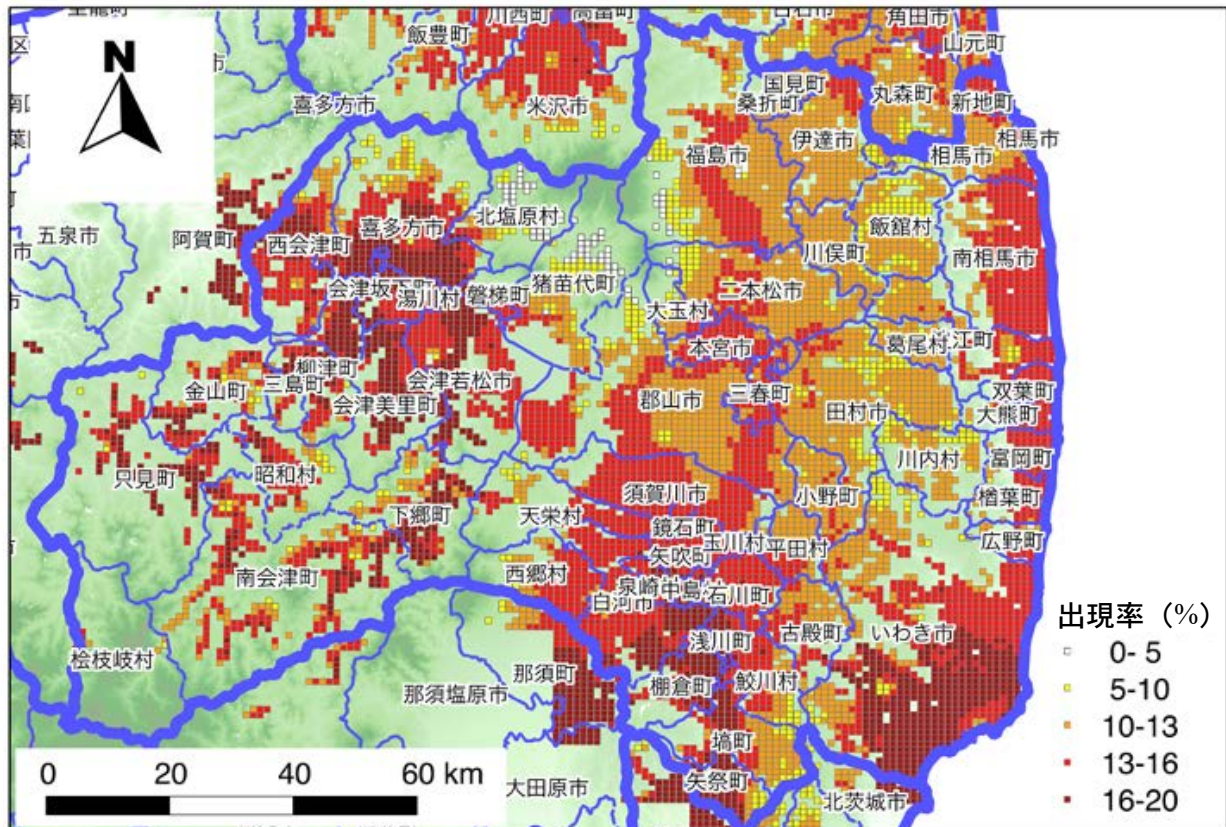 川西町
高畠町
白石市
角田市
山元町
飯豊町
国見町
丸森町
新地町
N
喜多方市
米沢市
桑折町
伊達市
相馬市
福島市
相馬市
北塩原村
飯舘村
五泉市
阿賀町
西会津町
喜多方市
川俣町
南相馬市
会津坂下町
湯川村
磐梯町
猪苗代町
大玉村
二本松市
本宮市
葛尾村
江町
柳津町
三島町
金山町
会津若松市
会津美里町
郡山市
三春町
田村市
双葉町
大熊町
只見町
昭和村
川内村
富岡町
下郷町
天栄村
須賀川市
小野町
楢葉町
鏡石町
玉川村
平田村
広野町
矢吹町
南会津町
西郷村
泉崎
中島
石川町
白河市
浅川町
古殿町
いわき市
出現率（%）
檜枝岐村
那須町
那須塩原市
棚倉町
鮫川村
0- 5
5-10
塙町
10-13
13-16
0 20 40 60 km
大田原市
矢祭町
北茨城市
16-20